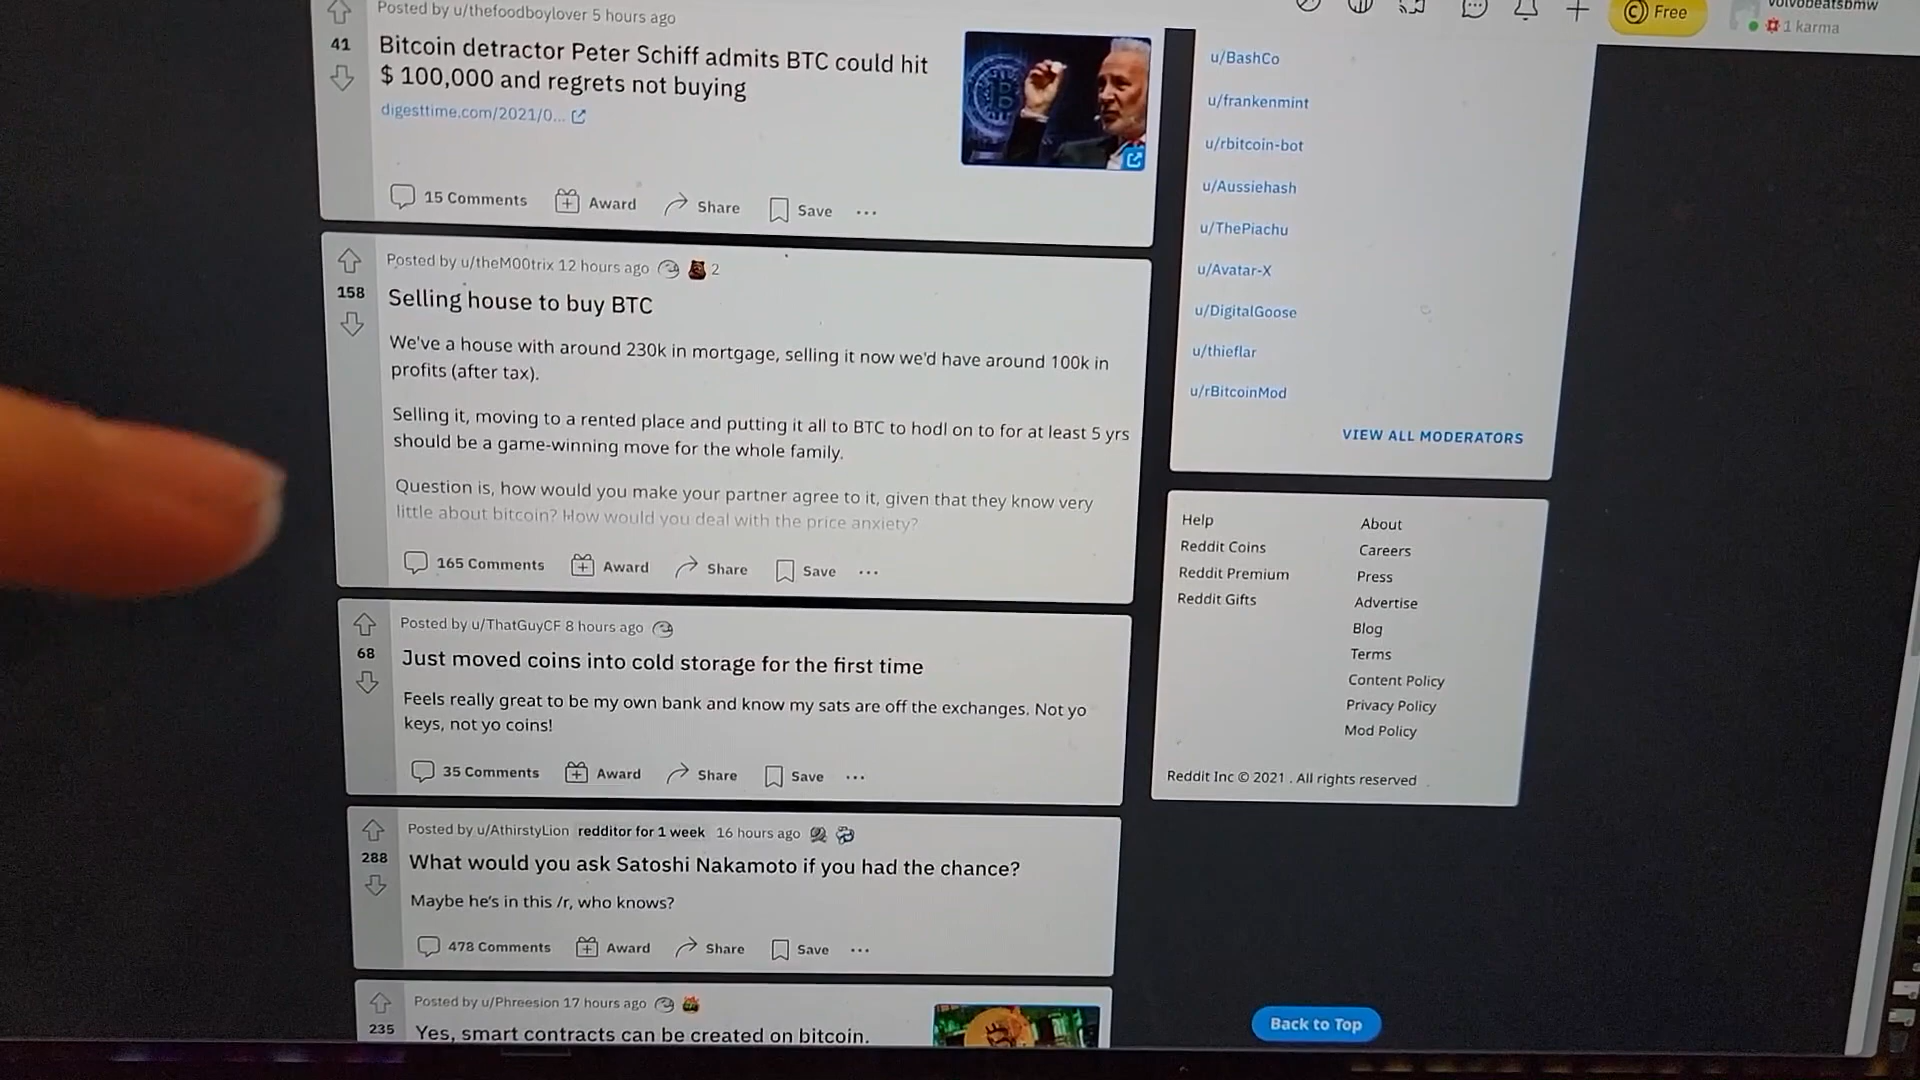 Posted by u/thefoodboylover 5 hours ago
41
Bitcoin detractor Peter Schiff admits BTC could hit
$ 100,000 and regrets not buying
digesttime.com/2021/0...
15 Comments Award Share Save ...
Posted by u/theM00trix 12 hours ago 2
158
Selling house to buy BTC
We've a house with around 230k in mortgage, selling it now we'd have around 100k in
profits (after tax).
Selling it, moving to a rented place and putting it all to BTC to hodl on to for at least 5 yrs
should be a game-winning move for the whole family.
Question is, how would you make your partner agree to it, given that they know very
little about bitcoin? How would you deal with the price anxiety?
165 Comments Award Share Save ...
Posted by u/ThatGuyCF 8 hours ago
68
Just moved coins into cold storage for the first time
Feels really great to be my own bank and know my sats are off the exchanges. Not yo
keys, not yo coins!
35 Comments Award Share Save ...
Posted by u/AthirstyLion redditor for 1 week 16 hours ago
288
What would you ask Satoshi Nakamoto if you had the chance?
Maybe he's in this /r, who knows?
478 Comments Award Share Save ...
Posted by u/Phreesion 17 hours ago
235
Yes, smart contracts can be created on bitcoin.
Free
volvobeatsbmw
1 karma
u/BashCo
u/frankenmint
u/rbitcoin-bot
u/Aussiehash
u/ThePiachu
u/Avatar-X
u/DigitalGoose
u/thieflar
u/rBitcoinMod
VIEW ALL MODERATORS
Help
Reddit Coins
Reddit Premium
Reddit Gifts
About
Careers
Press
Advertise
Blog
Terms
Content Policy
Privacy Policy
Mod Policy
Reddit Inc © 2021 . All rights reserved
Back to Top